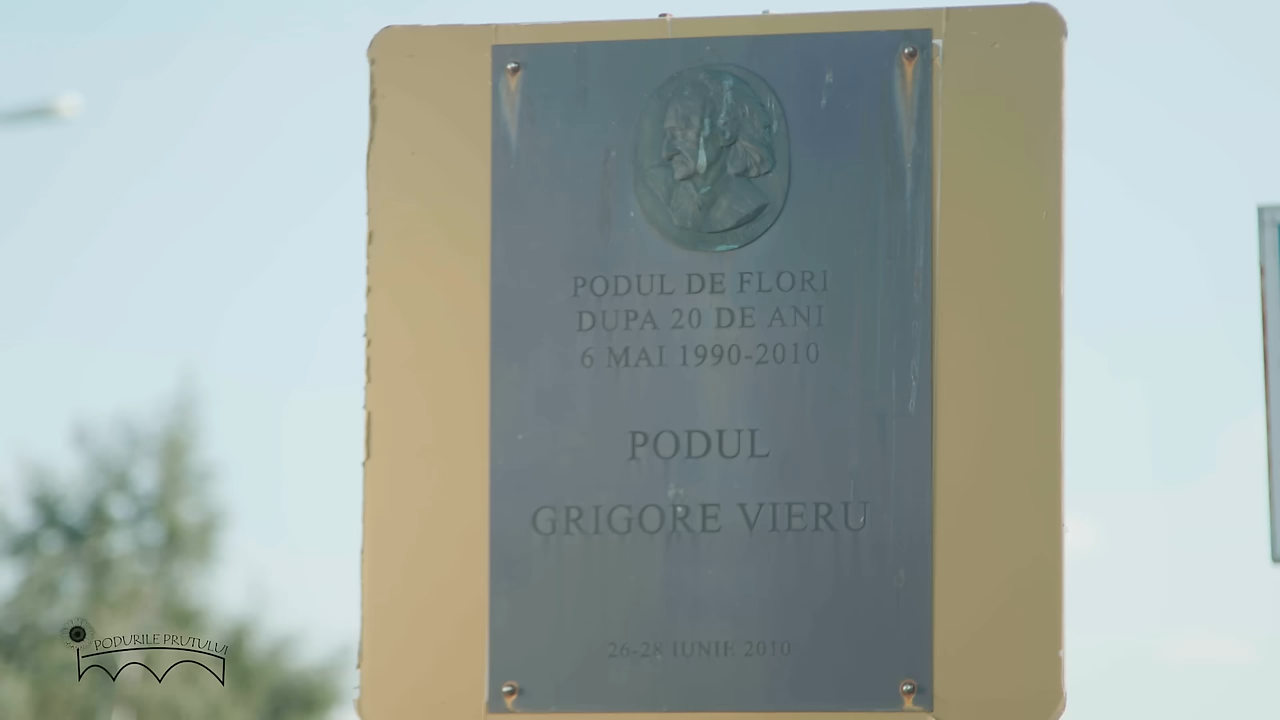 PODUL DE FLORI
DUPA 20 DE ANI
6 MAI 1990-2010
PODUL
GRIGORE VIERU
26-28 IUNIE 2010
PODURILE PRUTULUI